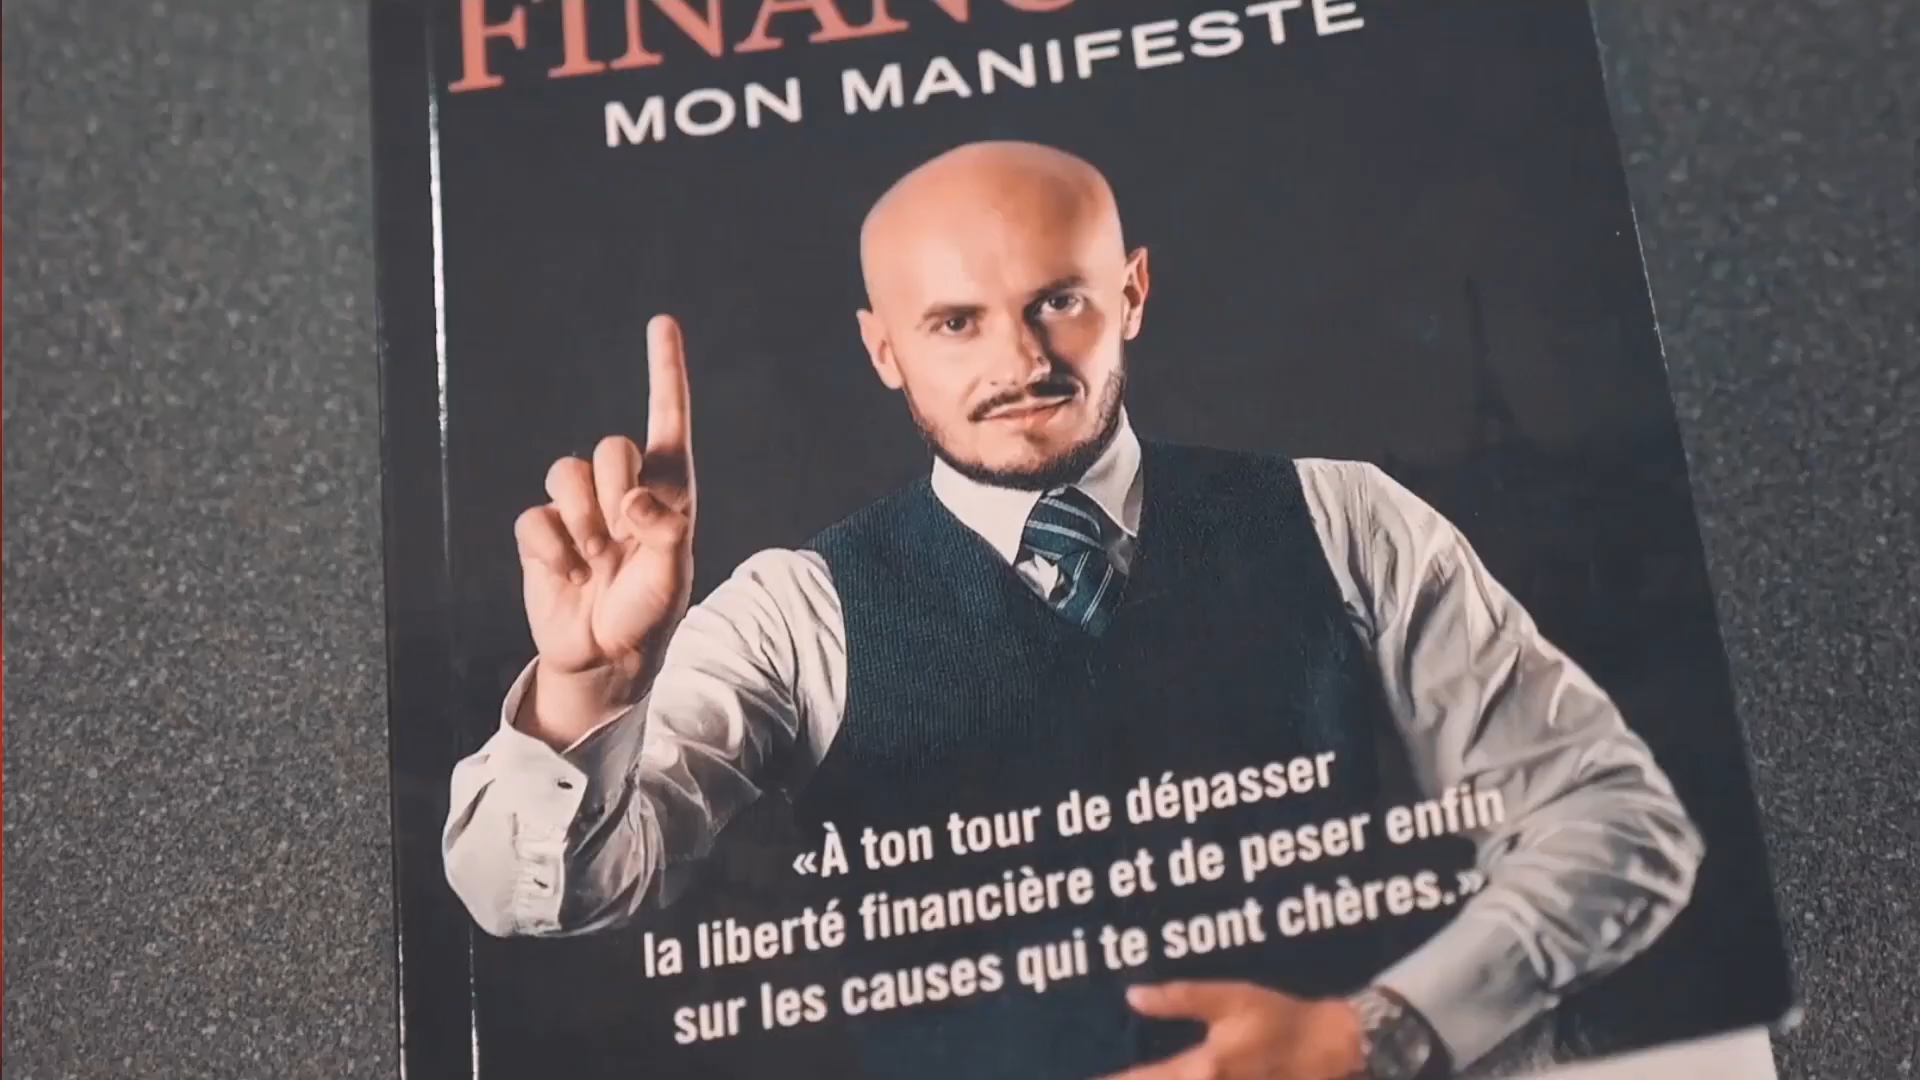 MON MANIFESTE
«À ton tour de dépasser
la liberté financière et de peser enfin
sur les causes qui te sont chères.»